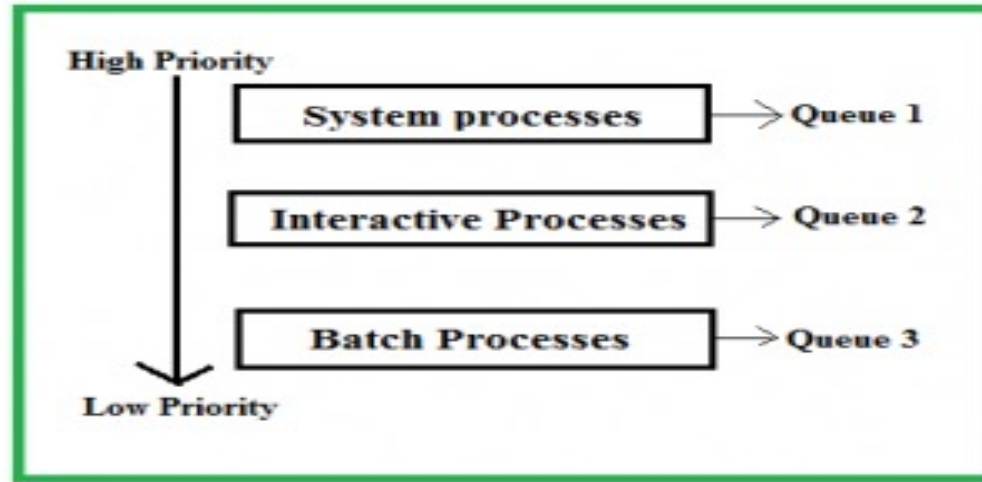 High Priority
System processes
Queue 1
Interactive Processes
Queue 2
Batch Processes
Queue 3
Low Priority